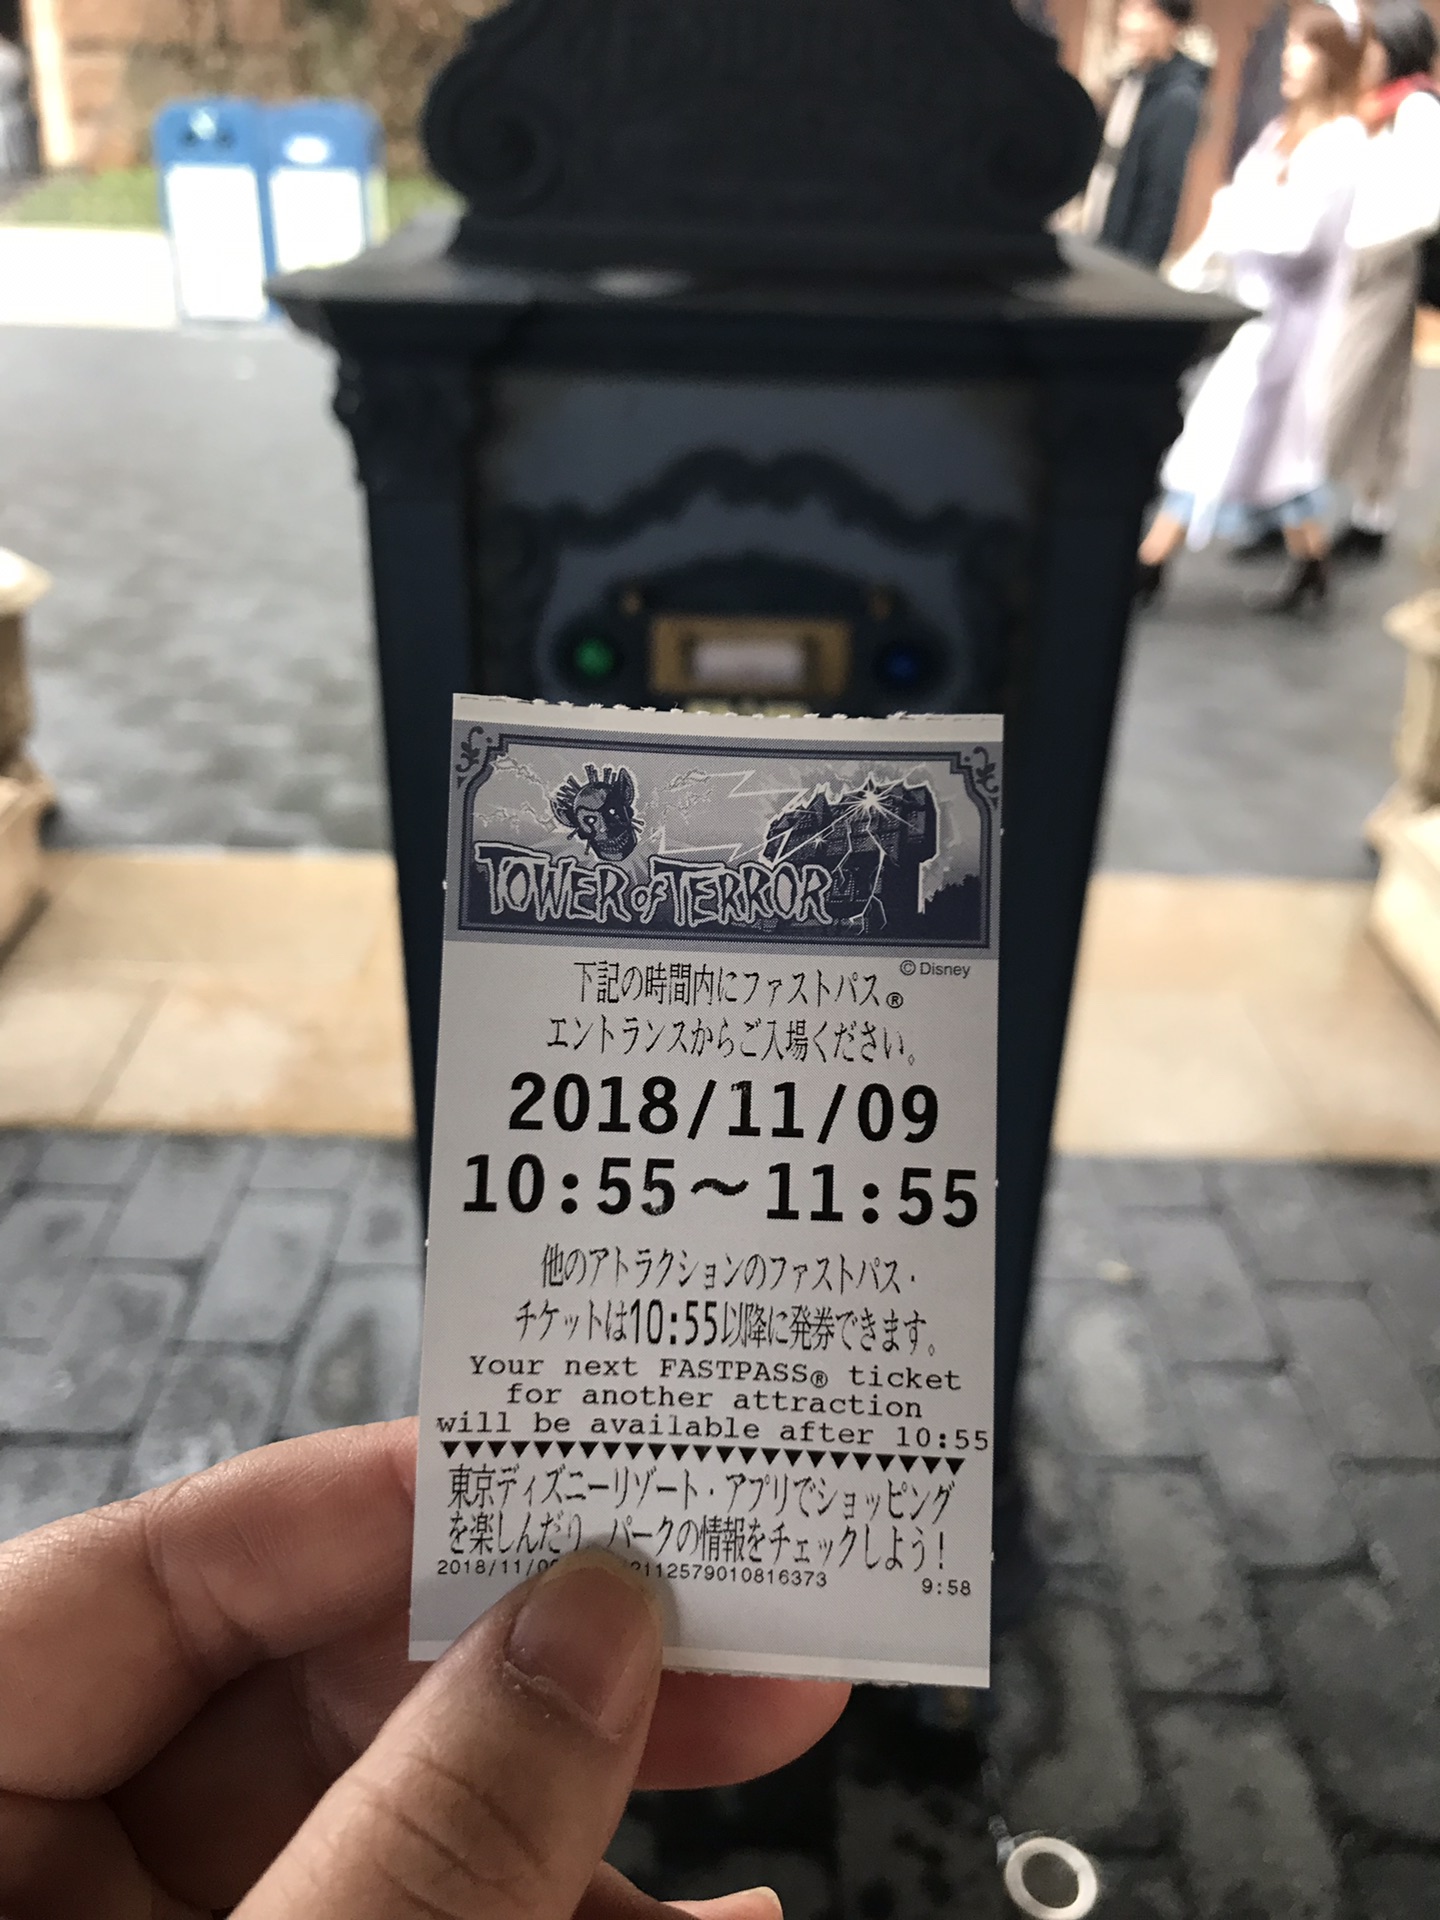 TOWER of TERROR
© Disney
下記の時間内にファストパス®
エントランスからご入場ください。
2018/11/09
10:55〜11:55
他のアトラクションのファストパス・
チケットは10:55以降に発券できます。
Your next FASTPASS® ticket
for another attraction
will be available after 10:55
東京ディズニーリゾート・アプリでショッピング
を楽しんだり、パークの情報をチェックしよう！
9:58